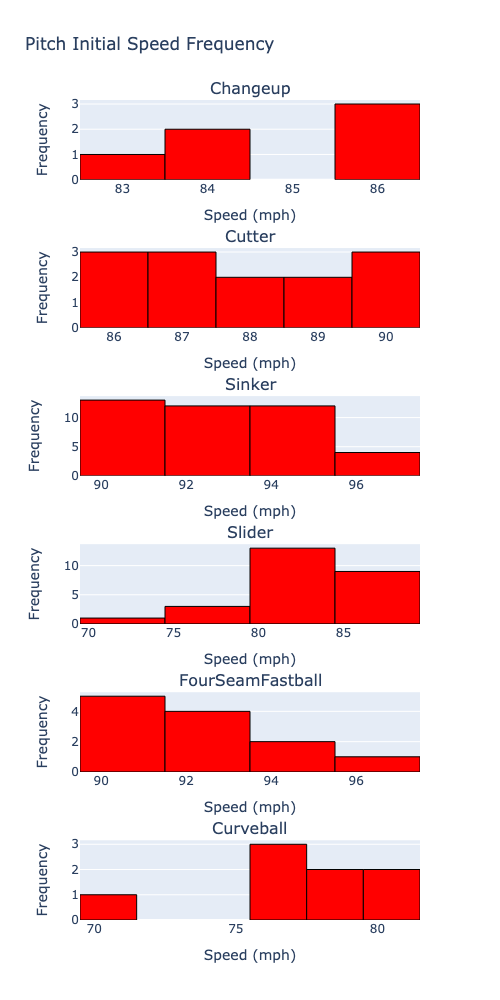 Pitch Initial Speed Frequency
Changeup
3
2
1
0
Frequency
83 84 85 86
Speed (mph)
Cutter
3
2
1
0
Frequency
86 87 88 89 90
Speed (mph)
Sinker
10
5
0
Frequency
90 92 94 96
Speed (mph)
Slider
10
5
0
Frequency
70 75 80 85
Speed (mph)
FourSeamFastball
4
2
0
Frequency
90 92 94 96
Speed (mph)
Curveball
3
2
1
0
Frequency
70 75 80
Speed (mph)